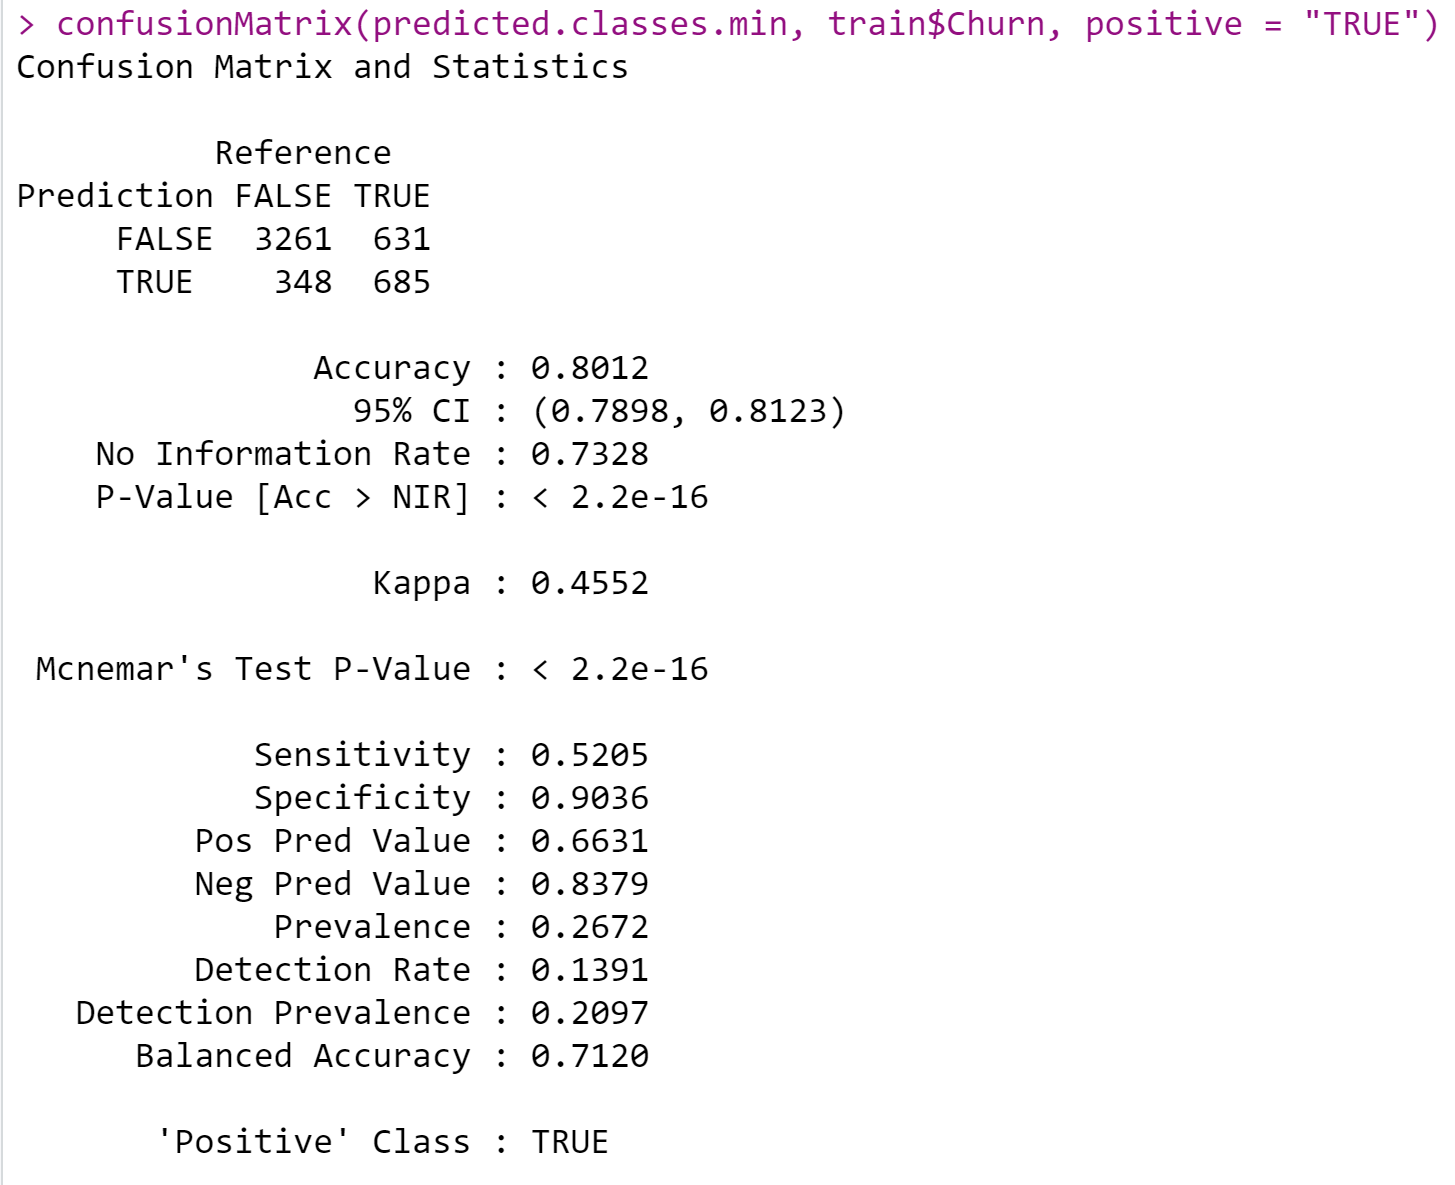 > confusionMatrix(predicted.classes.min, train$Churn, positive = "TRUE")
Confusion Matrix and Statistics
Reference
Prediction FALSE TRUE
FALSE 3261 631
TRUE 348 685
Accuracy : 0.8012
95% CI : (0.7898, 0.8123)
No Information Rate : 0.7328
P-Value [Acc > NIR] : < 2.2e-16
Kappa : 0.4552
Mcnemar's Test P-Value : < 2.2e-16
Sensitivity : 0.5205
Specificity : 0.9036
Pos Pred Value : 0.6631
Neg Pred Value : 0.8379
Prevalence : 0.2672
Detection Rate : 0.1391
Detection Prevalence : 0.2097
Balanced Accuracy : 0.7120
'Positive' Class : TRUE